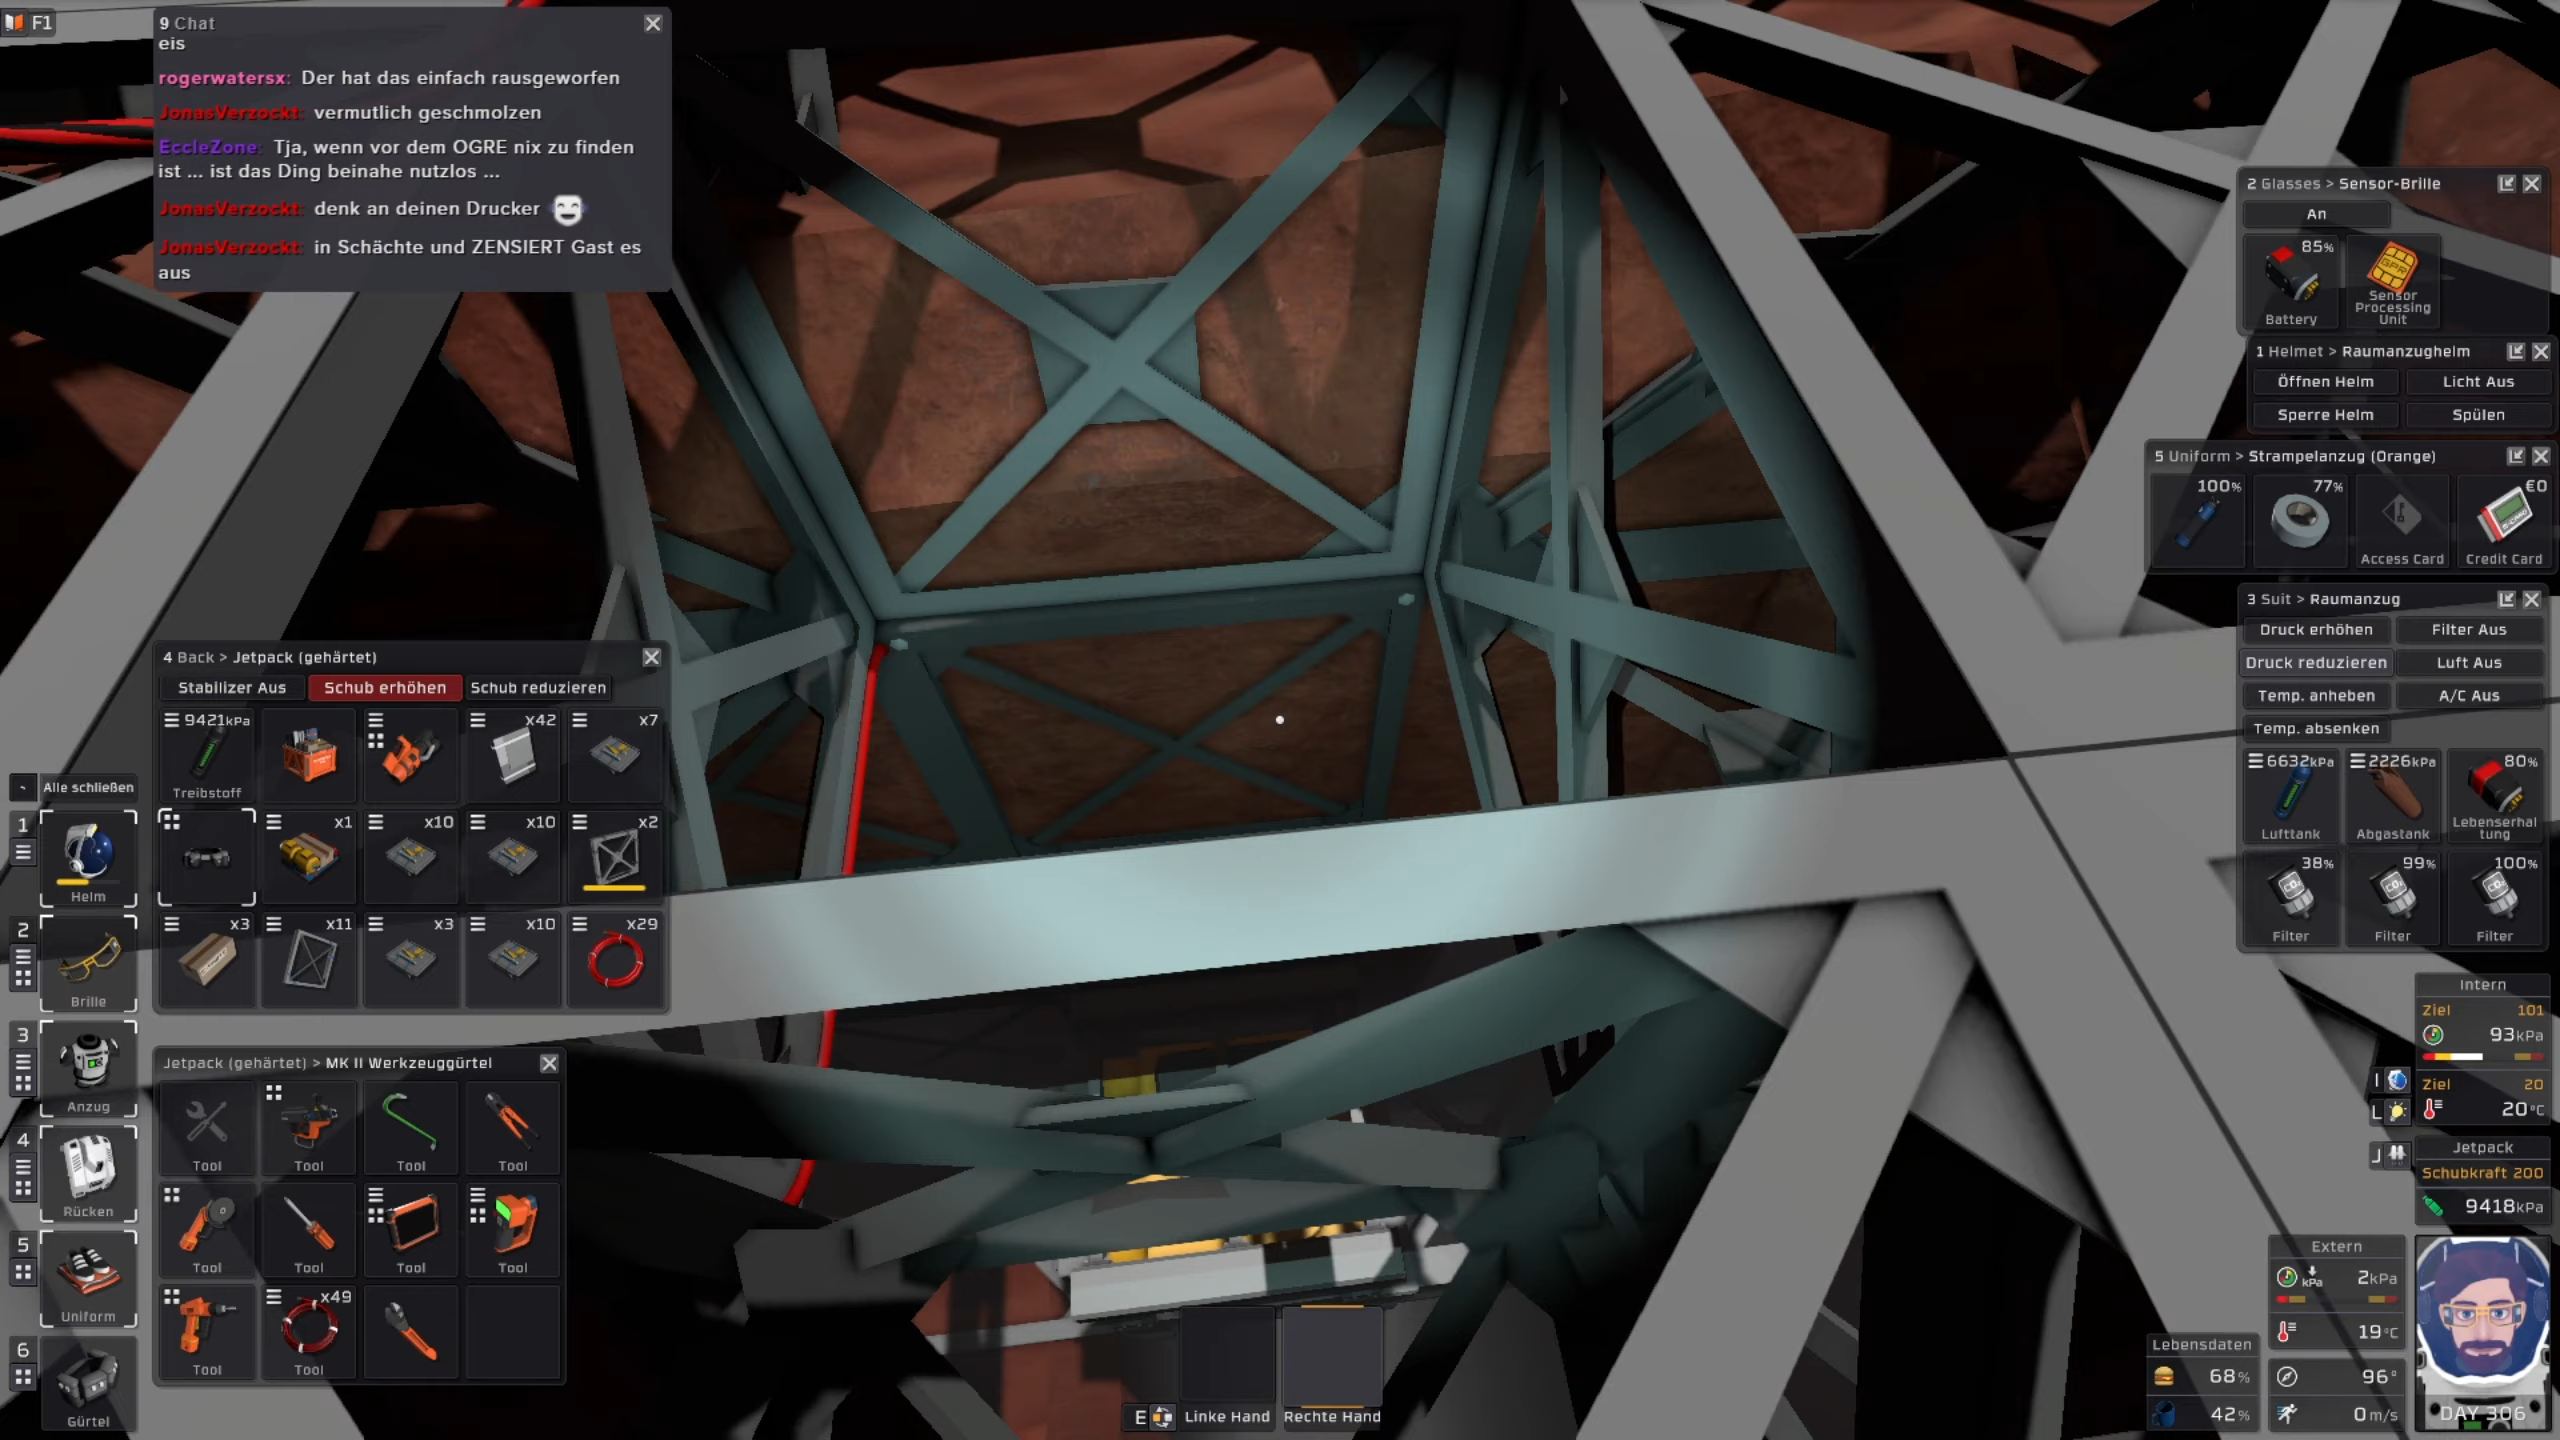 F1
9 Chat
eis
rogerwatersx: Der hat das einfach rausgeworfen
JonasVerzockt: vermutlich geschmolzen
EccleZone: Tja, wenn vor dem OGRE nix zu finden
ist ... ist das Ding beinahe nutzlos ...
JonasVerzockt: denk an deinen Drucker
JonasVerzockt: in Schächte und ZENSIERT Gast es
aus
2 Glasses > Sensor-Brille
An
85%
Battery
Sensor
Processing
Unit
1 Helmet > Raumanzughelm
Öffnen Helm
Licht Aus
Sperre Helm
Spülen
5 Uniform > Strampelanzug (Orange)
100%
77%
€0
Access Card
Credit Card
3 Suit > Raumanzug
Druck erhöhen
Filter Aus
Druck reduzieren
Luft Aus
Temp. anheben
A/C Aus
Temp. absenken
6632kPa
2226kPa
80%
Lufttank
Abgastank
Lebenserhal
tung
38%
99%
100%
Filter
Filter
Filter
4 Back > Jetpack (gehärtet)
Stabilizer Aus
Schub erhöhen
Schub reduzieren
9421kPa
x42
x7
Treibstoff
x1
x10
x10
x2
x3
x11
x3
x10
x29
Alle schließen
1
Helm
2
Brille
3
Anzug
4
Rücken
5
Uniform
6
Gürtel
Jetpack (gehärtet) > MK II Werkzeuggürtel
Tool
Tool
Tool
Tool
Tool
Tool
Tool
Tool
x49
Tool
Tool
E
Linke Hand
Rechte Hand
Intern
Ziel 101
93kPa
Ziel 20
20°C
I
L
J
Jetpack
Schubkraft 200
9418kPa
Extern
kPa
2kPa
19°C
96°
0m/s
Lebensdaten
68%
42%
DAY 306